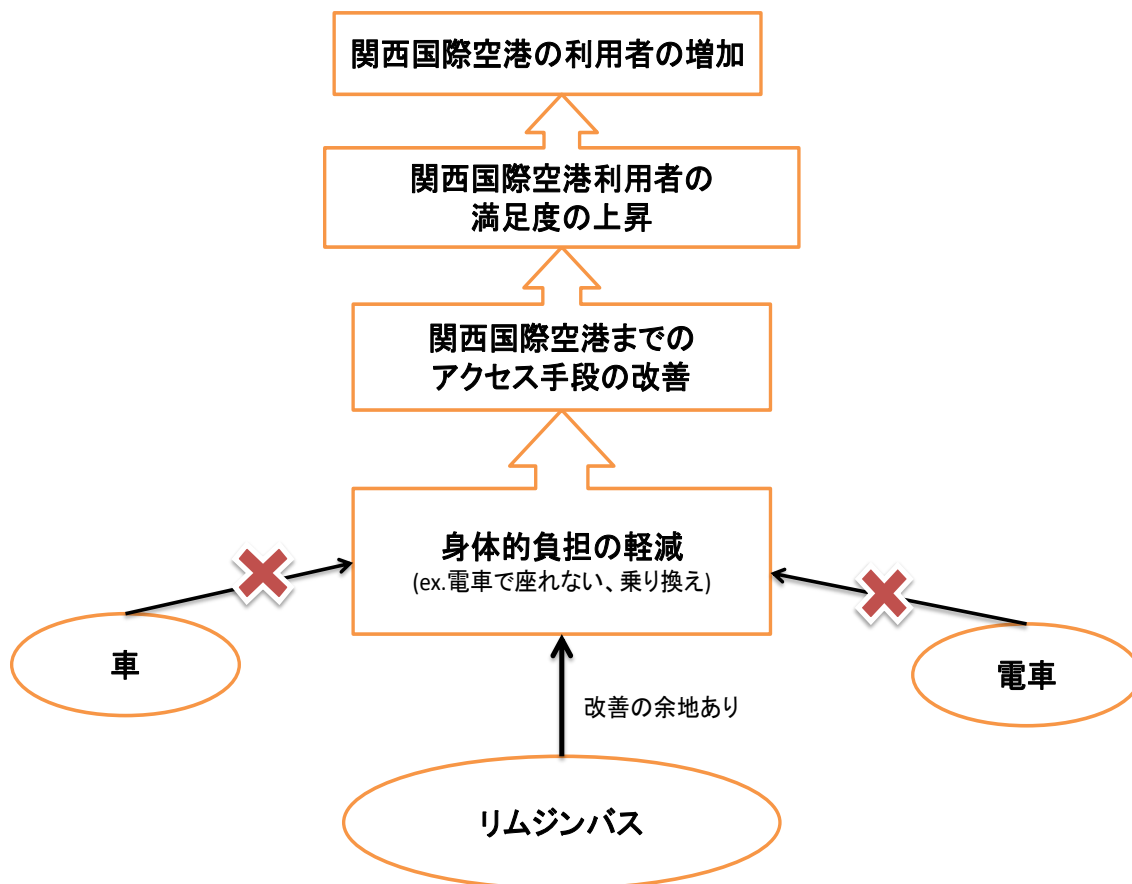 関西国際空港の利用者の増加
関西国際空港利用者の
満足度の上昇
関西国際空港までの
アクセス手段の改善
身体的負担の軽減
(ex.電車で座れない、乗り換え)
車
電車
改善の余地あり
リムジンバス